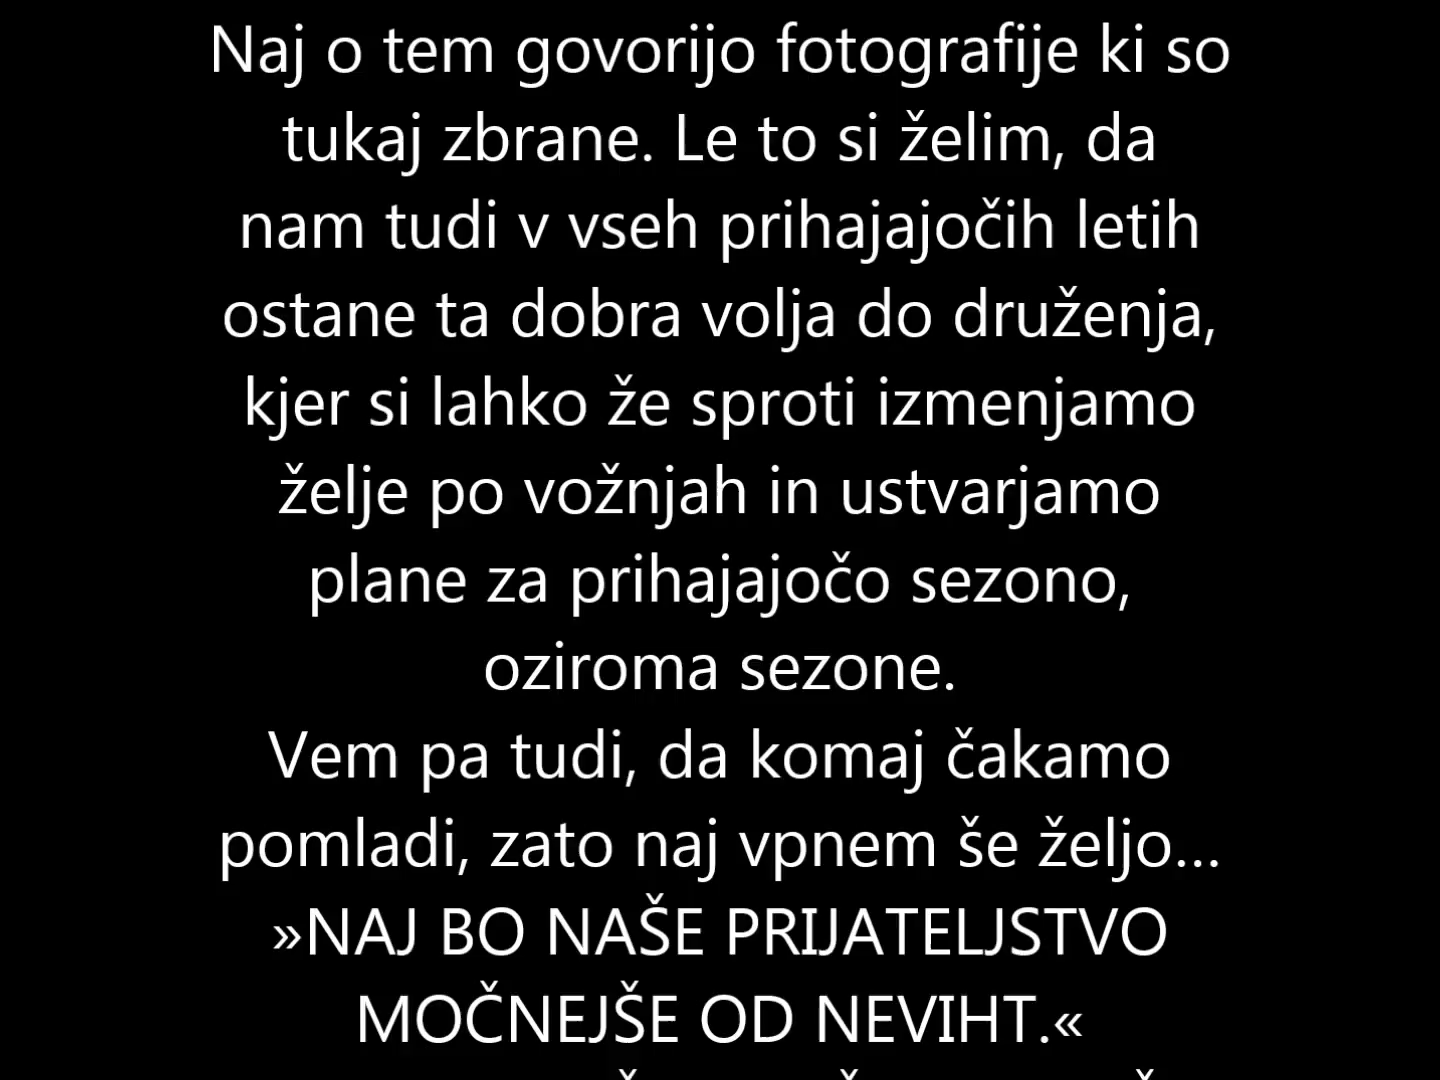 Naj o tem govorijo fotografije ki so
tukaj zbrane. Le to si želim, da
nam tudi v vseh prihajajočih letih
ostane ta dobra volja do druženja,
kjer si lahko že sproti izmenjamo
želje po vožnjah in ustvarjamo
plane za prihajajočo sezono,
oziroma sezone.
Vem pa tudi, da komaj čakamo
pomladi, zato naj vpnem še željo...
»NAJ BO NAŠE PRIJATELJSTVO
MOČNEJŠE OD NEVIHT.«